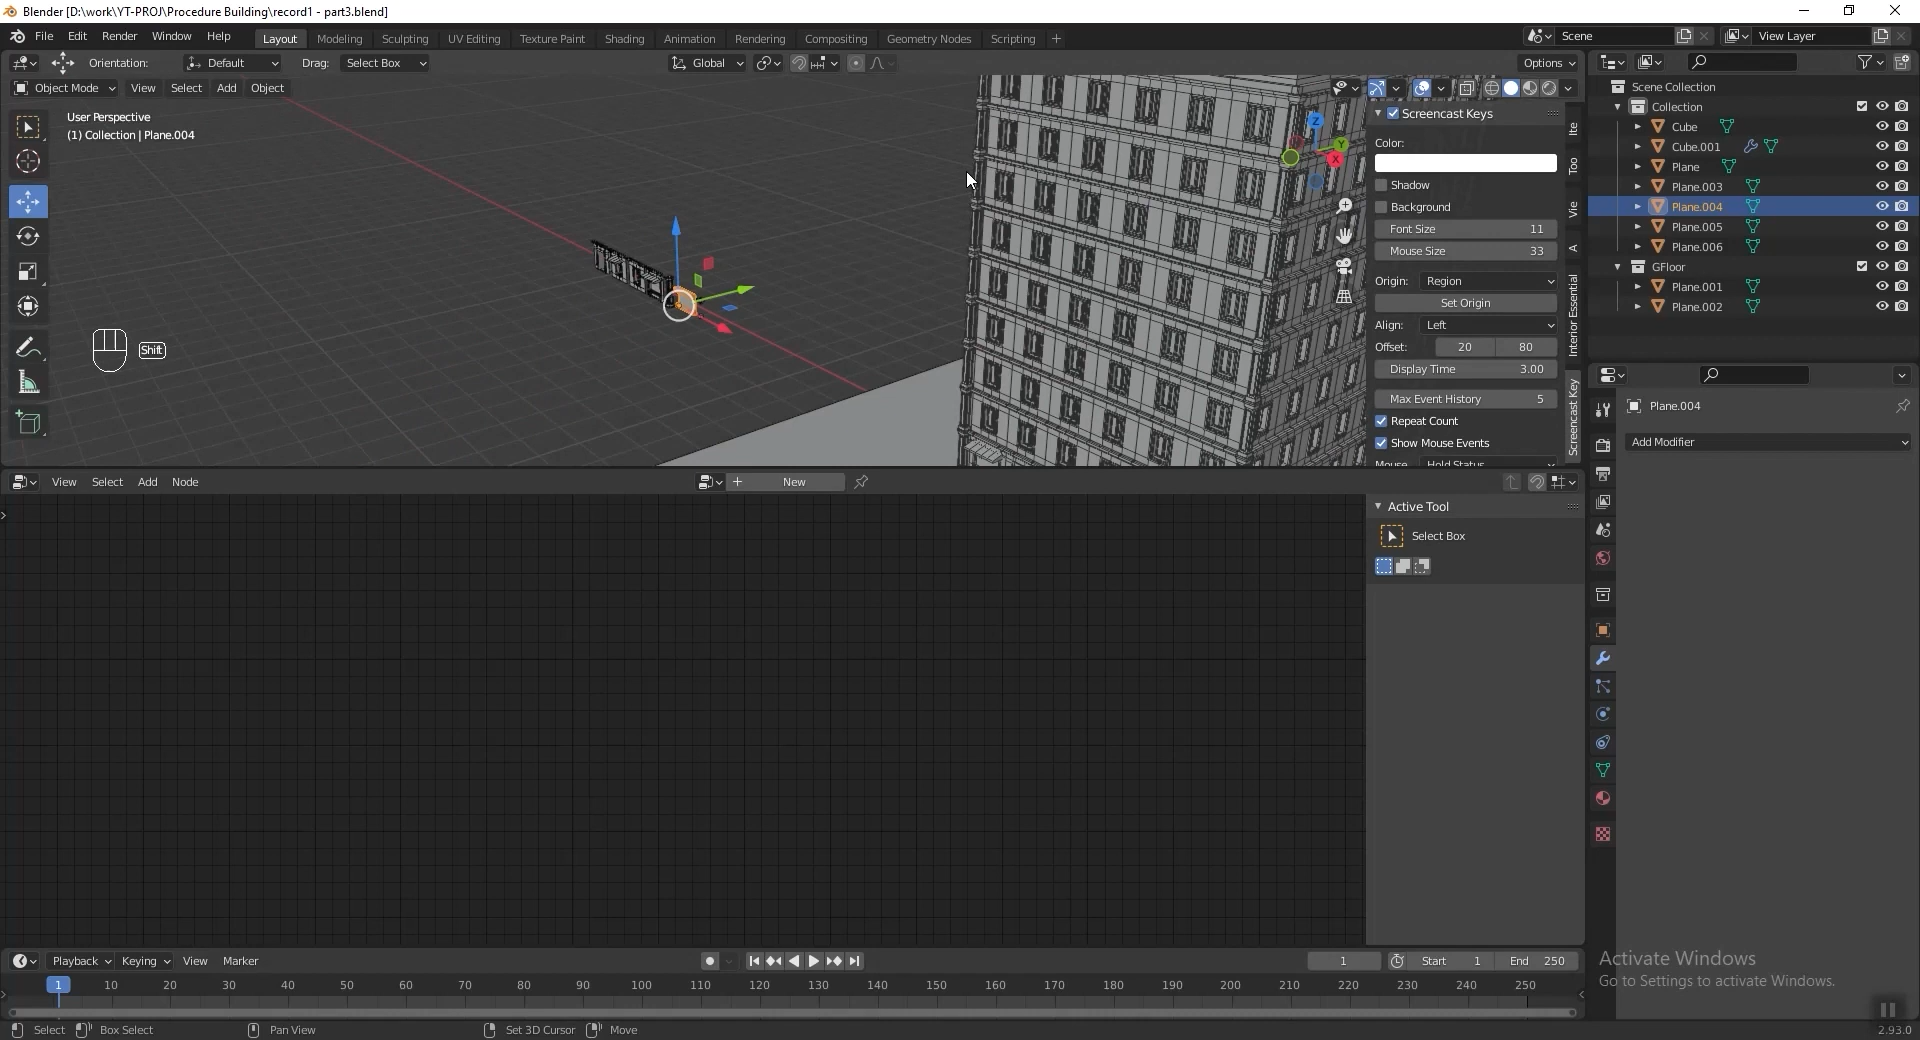 Blender [D:\work\YT-PROJ\Procedure Building\record1 - part3.blend]
File Edit Render Window Help Layout Modeling Sculpting UV Editing Texture Paint Shading Animation Rendering Compositing Geometry Nodes Scripting + Scene View Layer
Orientation: Default Drag: Select Box Global Options
Object Mode View Select Add Object
User Perspective
(1) Collection | Plane.004
Shift
Z
Y
X
Screencast Keys
Color:
Shadow
Background
Font Size 11
Mouse Size 33
Origin: Region
Set Origin
Align: Left
Offset: 20 80
Display Time 3.00
Max Event History 5
Repeat Count
Show Mouse Events
Mouse Hold Status
Ite
Too
Vie
A
Interior Essential
Screencast Key
Scene Collection
Collection
Cube
Cube.001
Plane
Plane.003
Plane.004
Plane.005
Plane.006
GFloor
Plane.001
Plane.002
Plane.004
Add Modifier
View Select Add Node + New
Active Tool
Select Box
Playback Keying View Marker 1 Start 1 End 250
1 10 20 30 40 50 60 70 80 90 100 110 120 130 140 150 160 170 180 190 200 210 220 230 240 250
Activate Windows
Go to Settings to activate Windows.
Select Box Select Pan View Set 3D Cursor Move 2.93.0